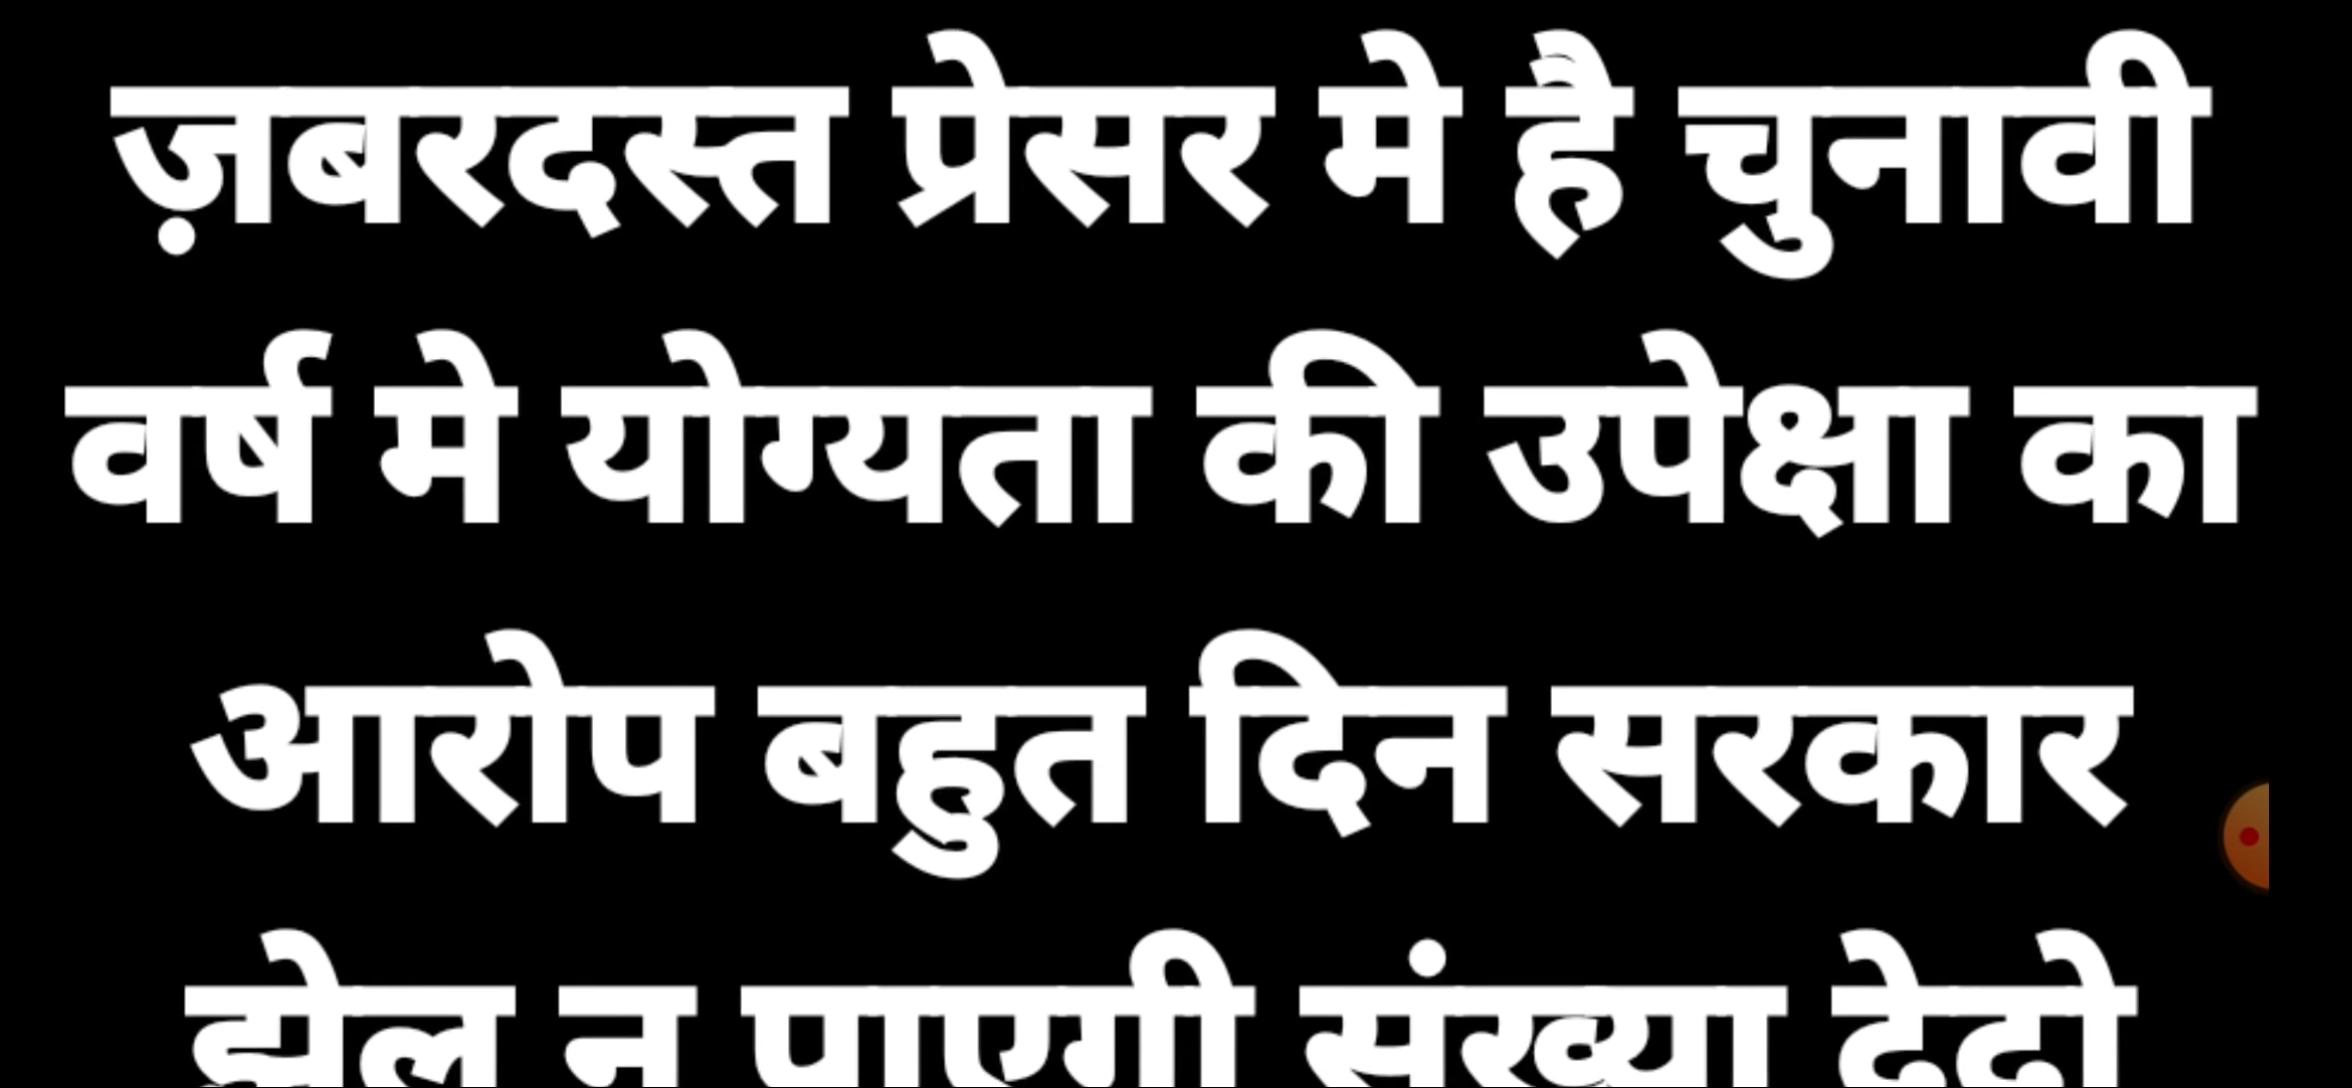 ज़बरदस्त प्रेसर मे है चुनावी
वर्ष मे योग्यता की उपेक्षा का
आरोप बहुत दिन सरकार
झेल न पाएगी संख्या देदो